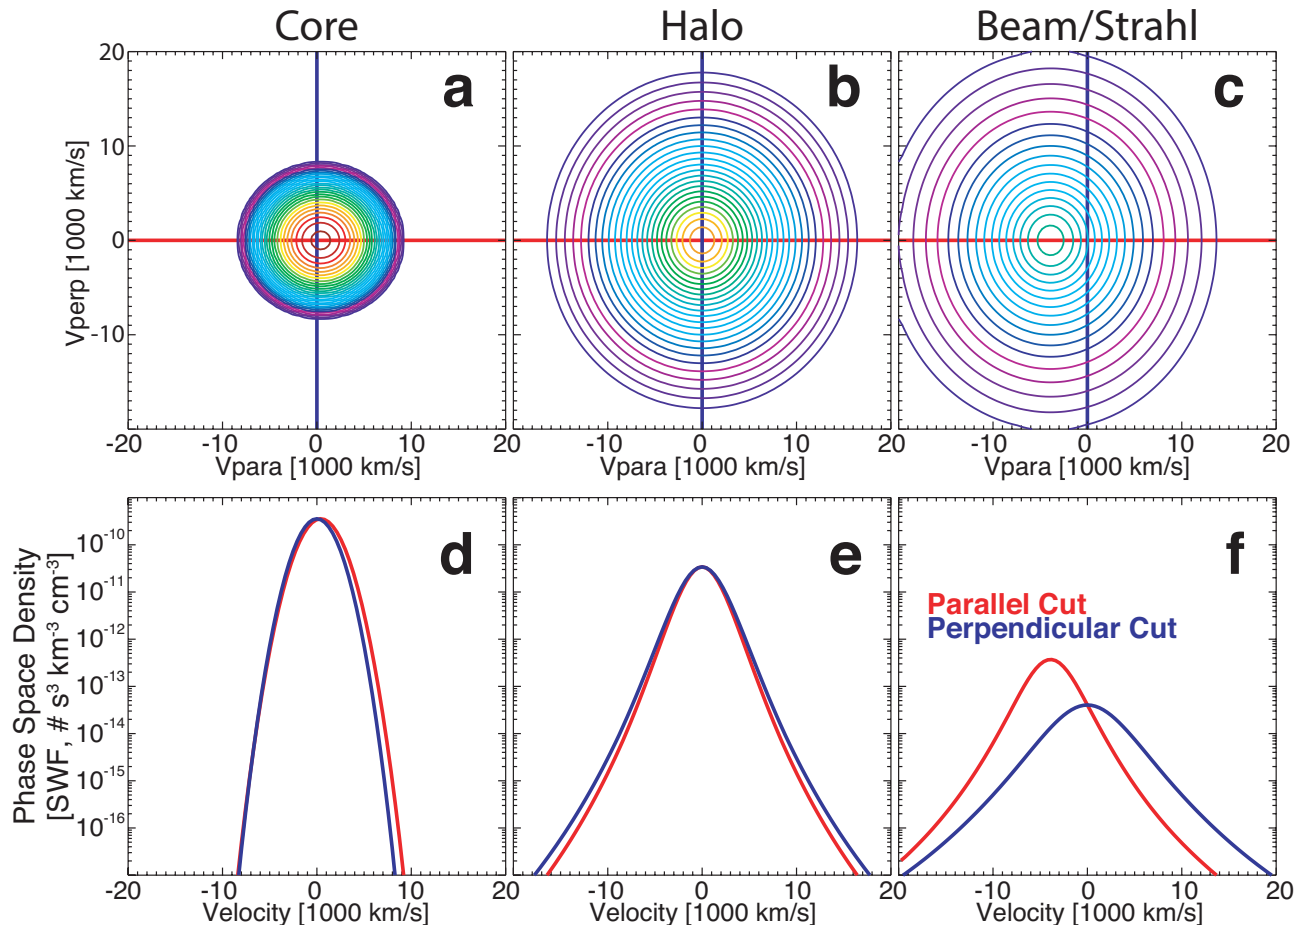 Core
Halo
Beam/Strahl
a
b
c
20
10
0
-10
Vperp [1000 km/s]
-20 -10 0 10 20 -10 0 10 20 -10 0 10 20
Vpara [1000 km/s] Vpara [1000 km/s] Vpara [1000 km/s]
d
e
f
Parallel Cut
Perpendicular Cut
10-10
10-11
10-12
10-13
10-14
10-15
10-16
Phase Space Density
[SWF, # s3 km-3 cm-3]
-20 -10 0 10 20 -10 0 10 20 -10 0 10 20
Velocity [1000 km/s] Velocity [1000 km/s] Velocity [1000 km/s]